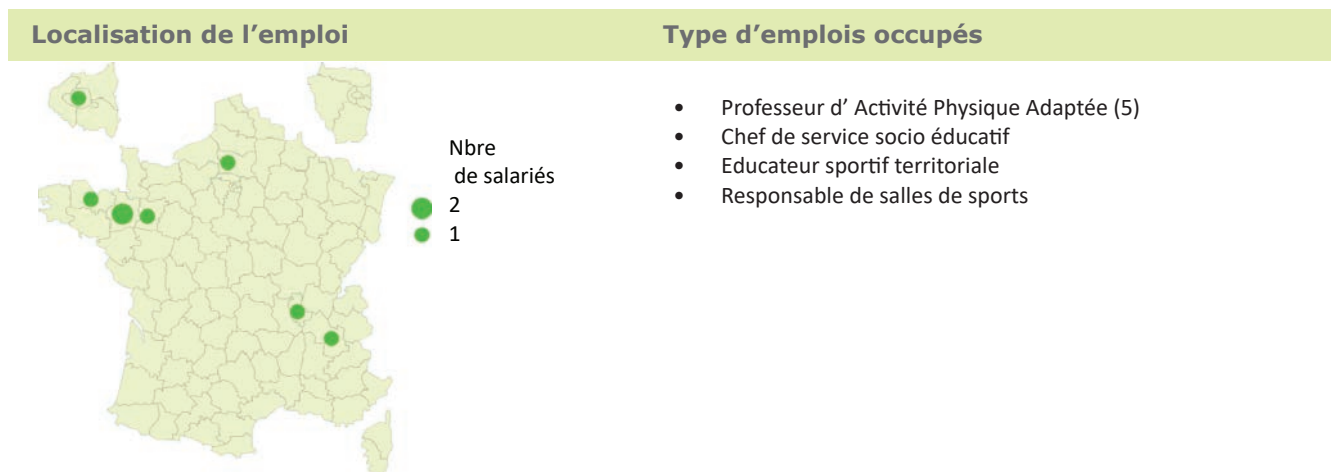 Localisation de l’emploi
Type d’emplois occupés
Nbre
de salariés
2
1
• Professeur d’ Activité Physique Adaptée (5)
• Chef de service socio éducatif
• Educateur sportif territoriale
• Responsable de salles de sports